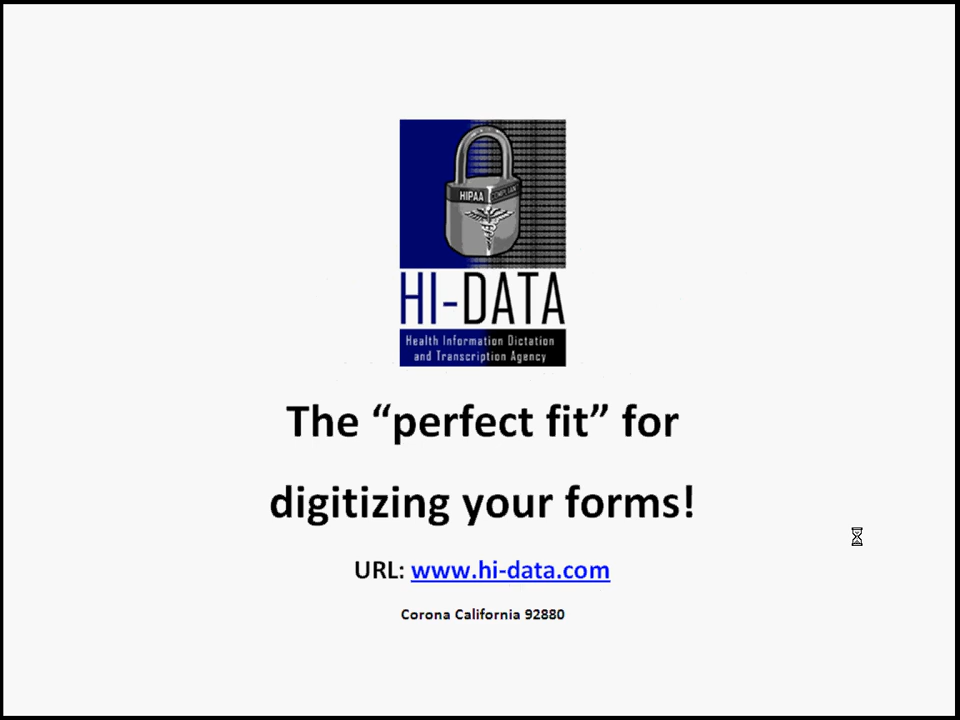 HIPAA COMPLIANT
HI-DATA
Health Information Dictation
and Transcription Agency
The “perfect fit” for
digitizing your forms!
URL: www.hi-data.com
Corona California 92880